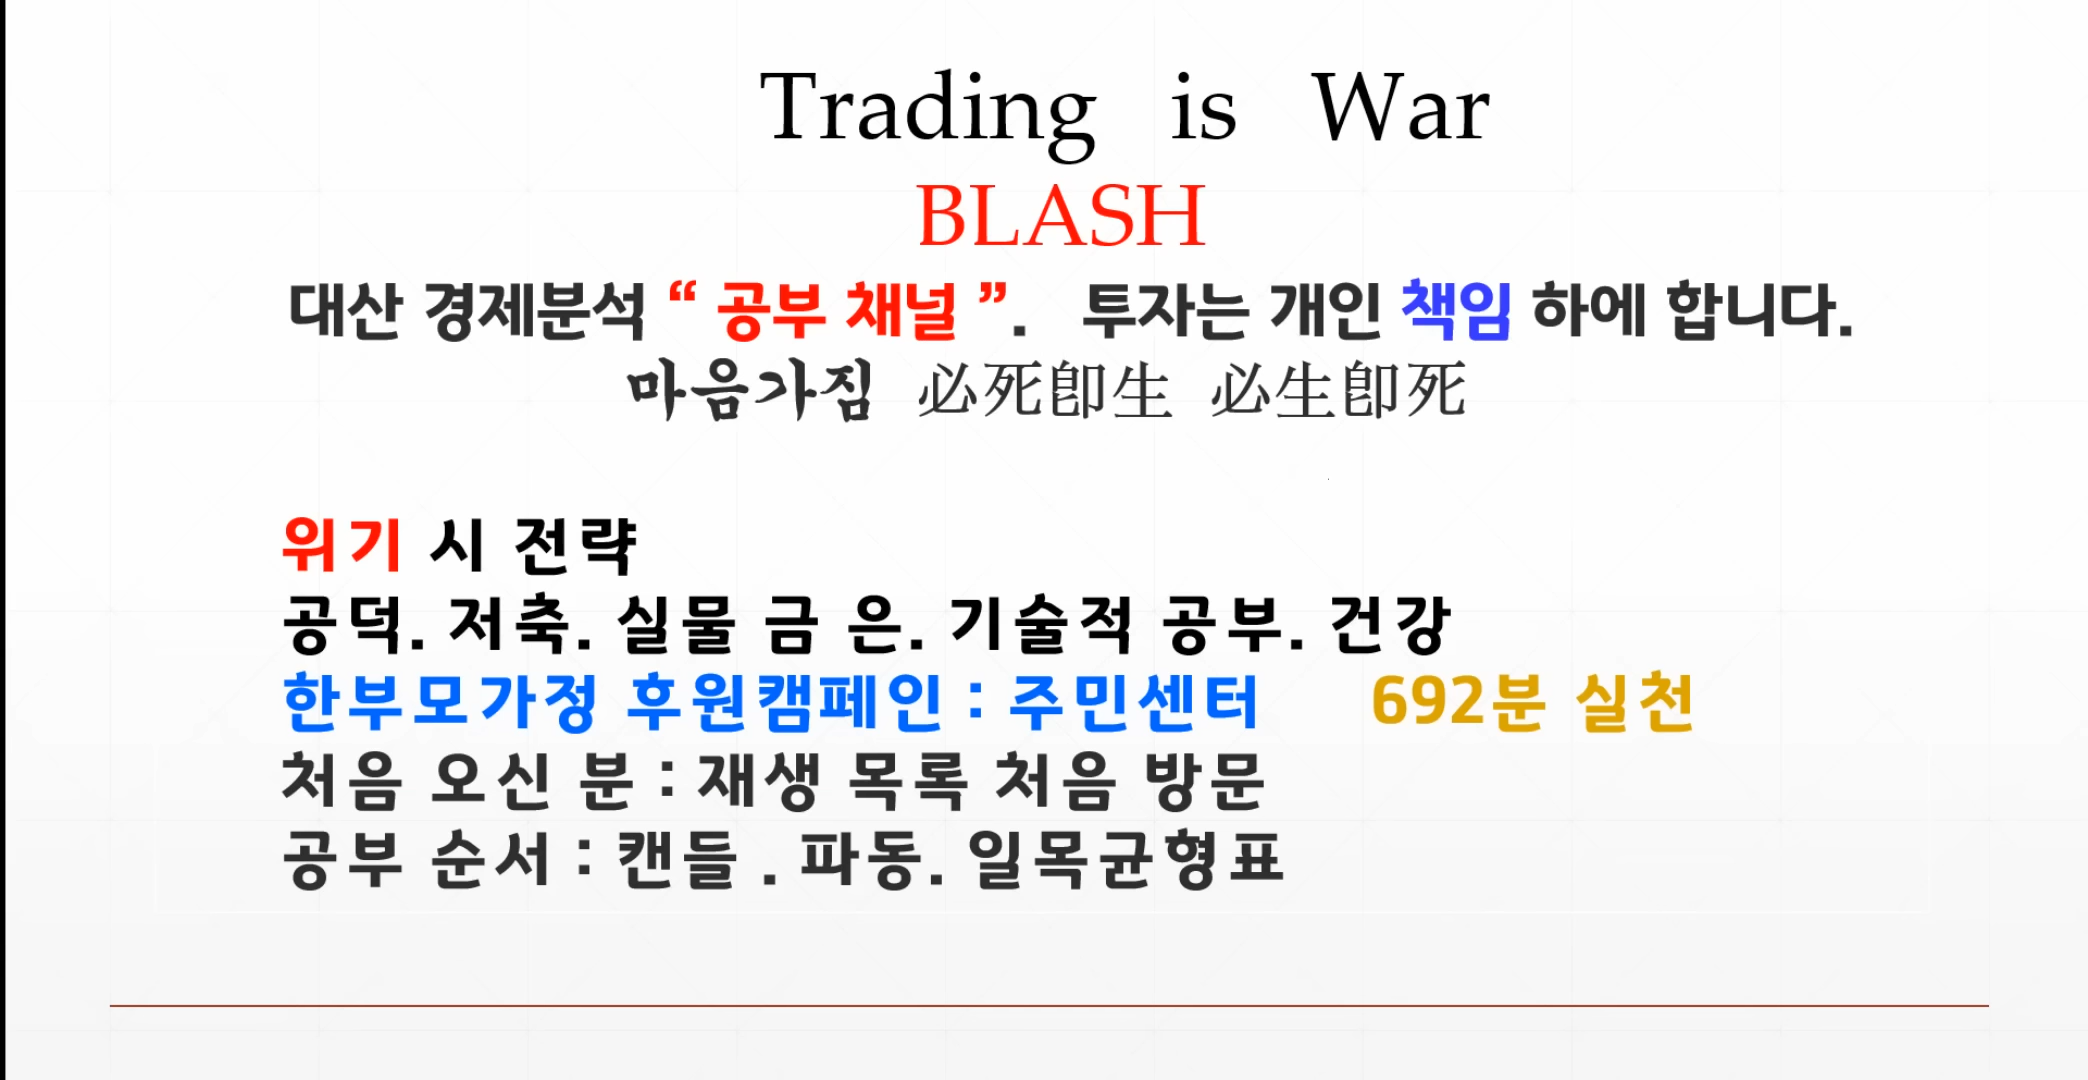 Trading is War
BLASH
대산 경제분석 “ 공부 채널 ”. 투자는 개인 책임 하에 합니다.
마음가짐 必死卽生 必生卽死
위기 시 전략
공덕. 저축. 실물 금 은. 기술적 공부. 건강
한부모가정 후원캠페인 : 주민센터 692분 실천
처음 오신 분 : 재생 목록 처음 방문
공부 순서 : 캔들 . 파동. 일목균형표